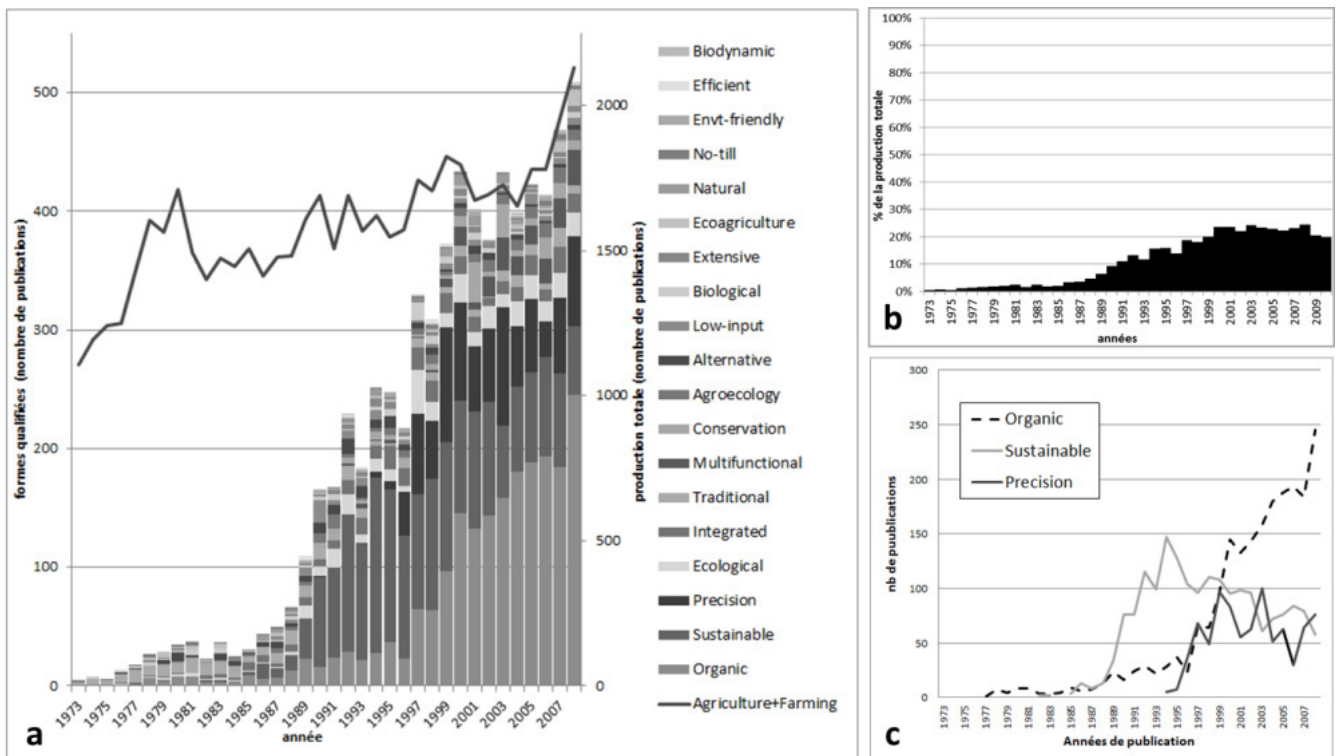 formes qualifiées (nombre de publications)
500
400
300
200
100
0
1973
1975
1977
1979
1981
1983
1985
1987
1989
1991
1993
1995
1997
1999
2001
2003
2005
2007
année
a
production totale (nombre de publications)
2000
1500
1000
500
0
Biodynamic
Efficient
Envt-friendly
No-till
Natural
Ecoagriculture
Extensive
Biological
Low-input
Alternative
Agroecology
Conservation
Multifunctional
Traditional
Integrated
Ecological
Precision
Sustainable
Organic
Agriculture+Farming
% de la production totale
100%
90%
80%
70%
60%
50%
40%
30%
20%
10%
0%
1973
1975
1977
1979
1981
1983
1985
1987
1989
1991
1993
1995
1997
1999
2001
2003
2005
2007
2009
années
b
nb de puublications
300
250
200
150
100
50
0
Organic
Sustainable
Precision
1973
1975
1977
1979
1981
1983
1985
1987
1989
1991
1993
1995
1997
1999
2001
2003
2005
2007
Années de publication
c